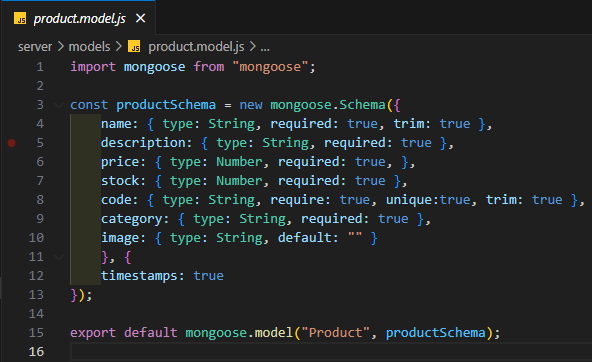 JS product.model.js ×
server > models > JS product.model.js > ...
1 import mongoose from "mongoose";
2
3 const productSchema = new mongoose.Schema({
4 name: { type: String, required: true, trim: true },
5 description: { type: String, required: true },
6 price: { type: Number, required: true, },
7 stock: { type: Number, required: true },
8 code: { type: String, require: true, unique:true, trim: true },
9 category: { type: String, required: true },
10 image: { type: String, default: "" }
11 }, {
12 timestamps: true
13 });
14
15 export default mongoose.model("Product", productSchema);
16